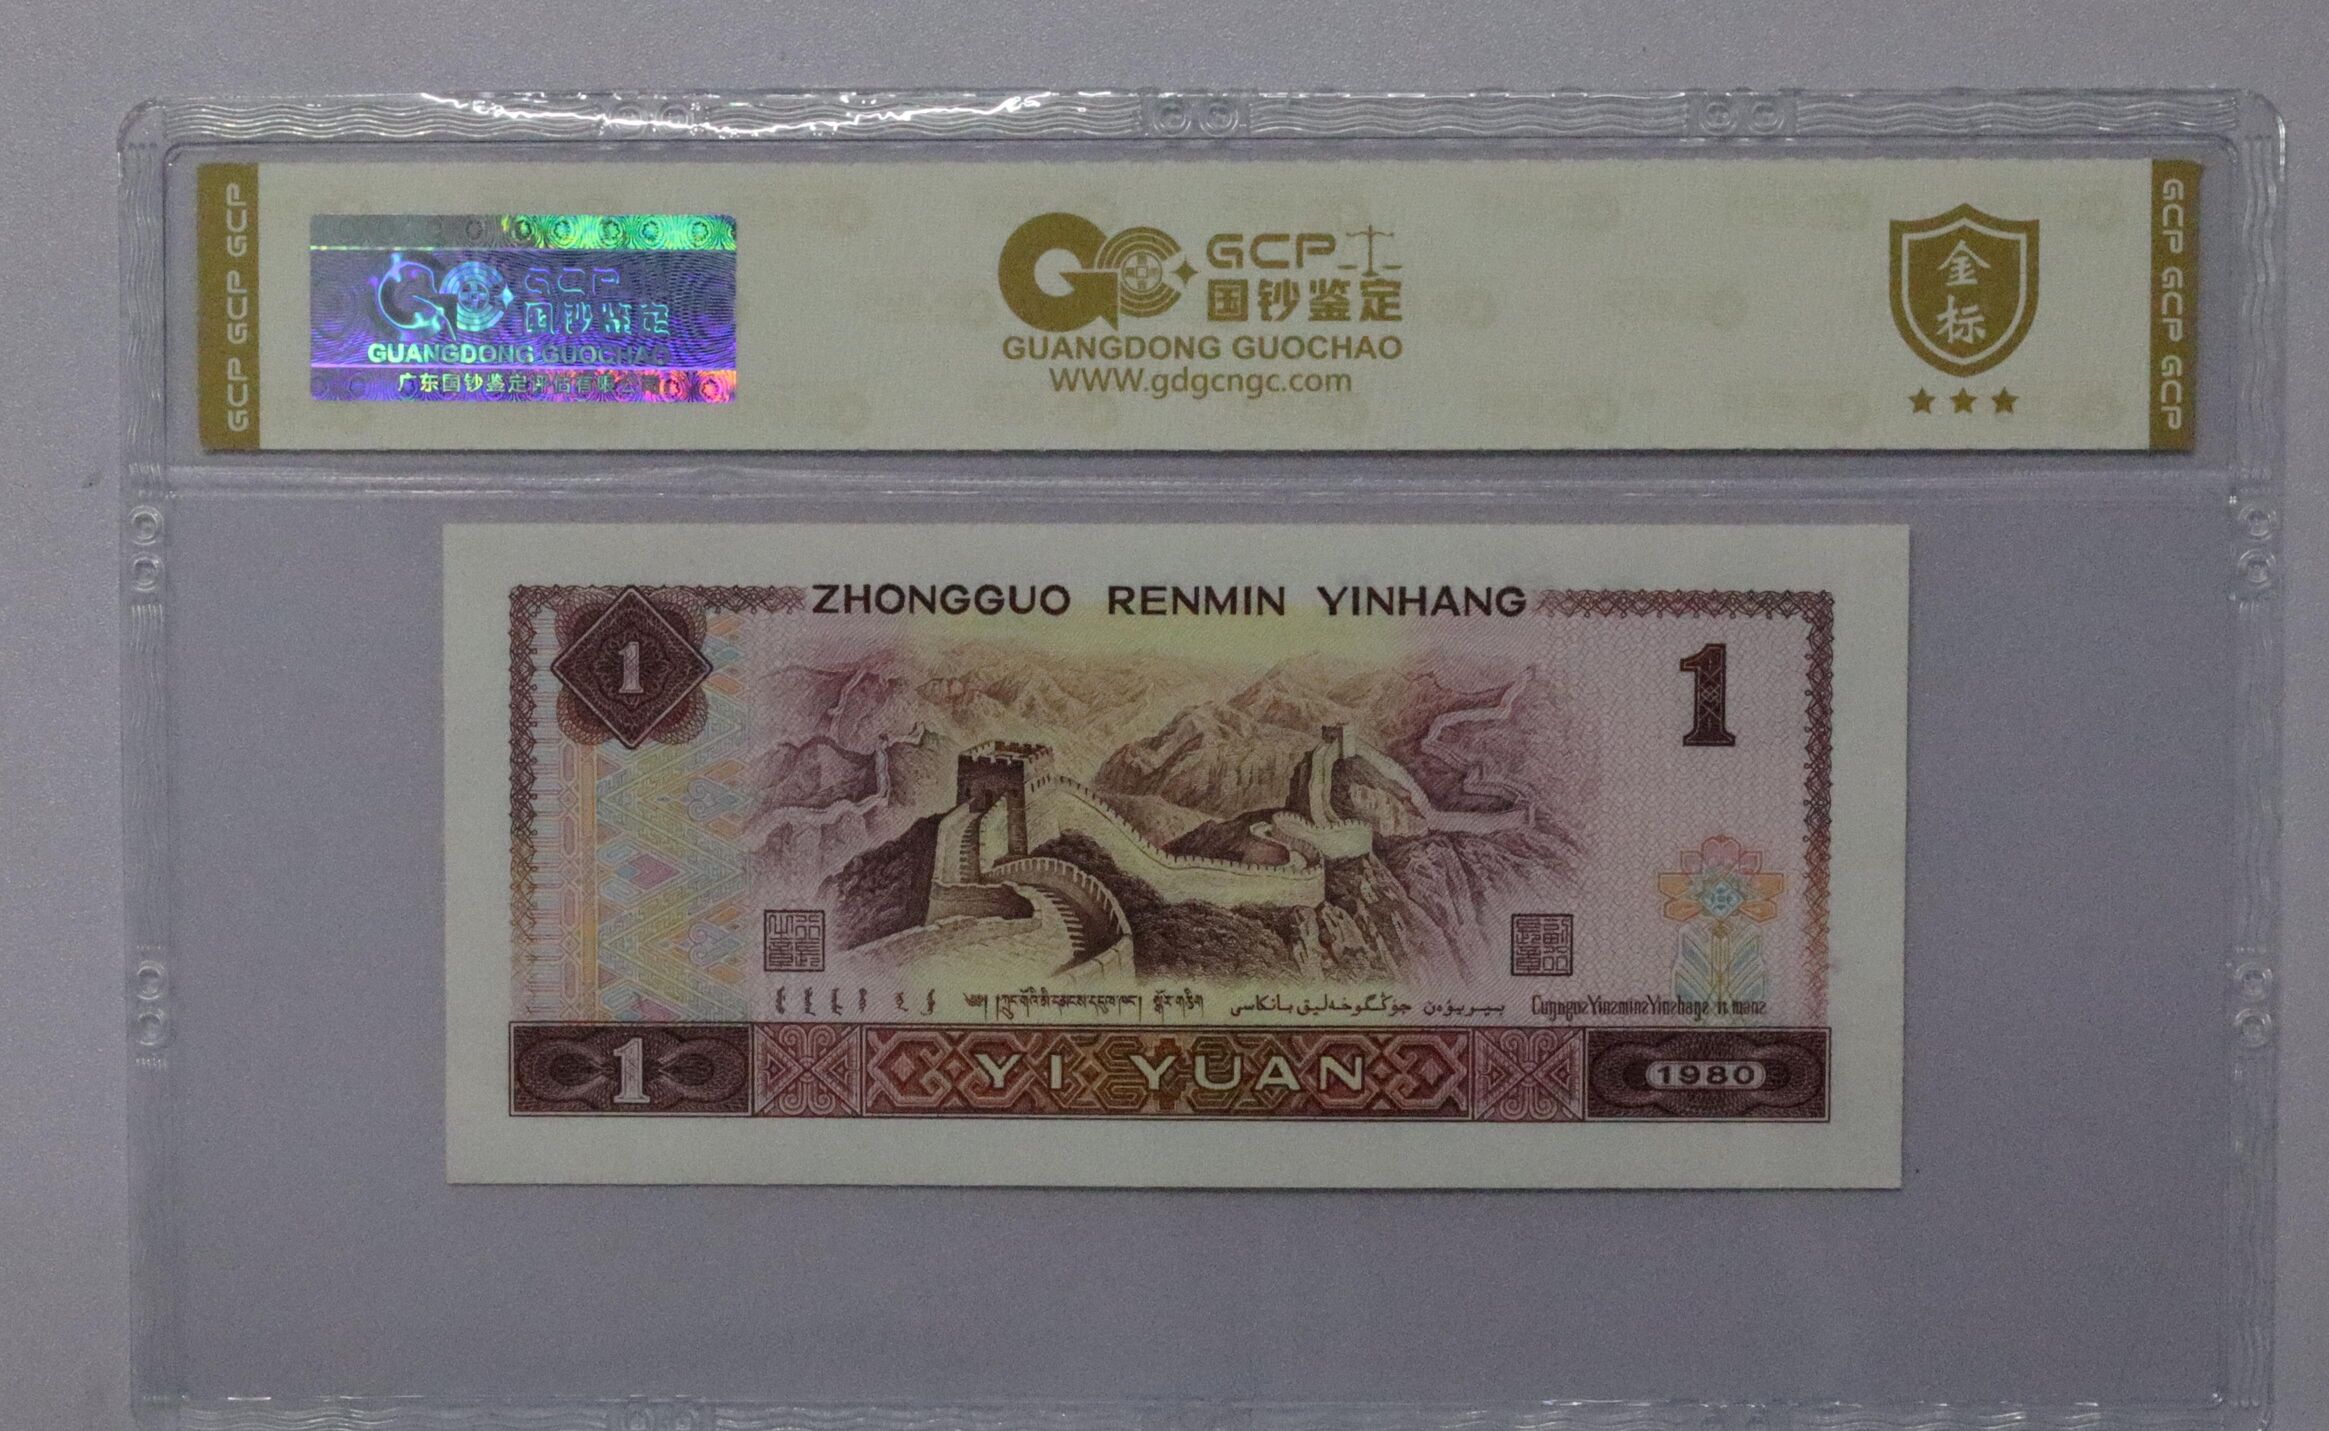 GCP GCP GCP
GCP
国钞鉴定
GUANGDONG GUOCHAO
广东国钞鉴定评估有限公司
GCP
国钞鉴定
GUANGDONG GUOCHAO
WWW.gdgcngc.com
金
标
GCP GCP GCP
ZHONGGUO RENMIN YINHANG
1
1
1
YI YUAN
1980